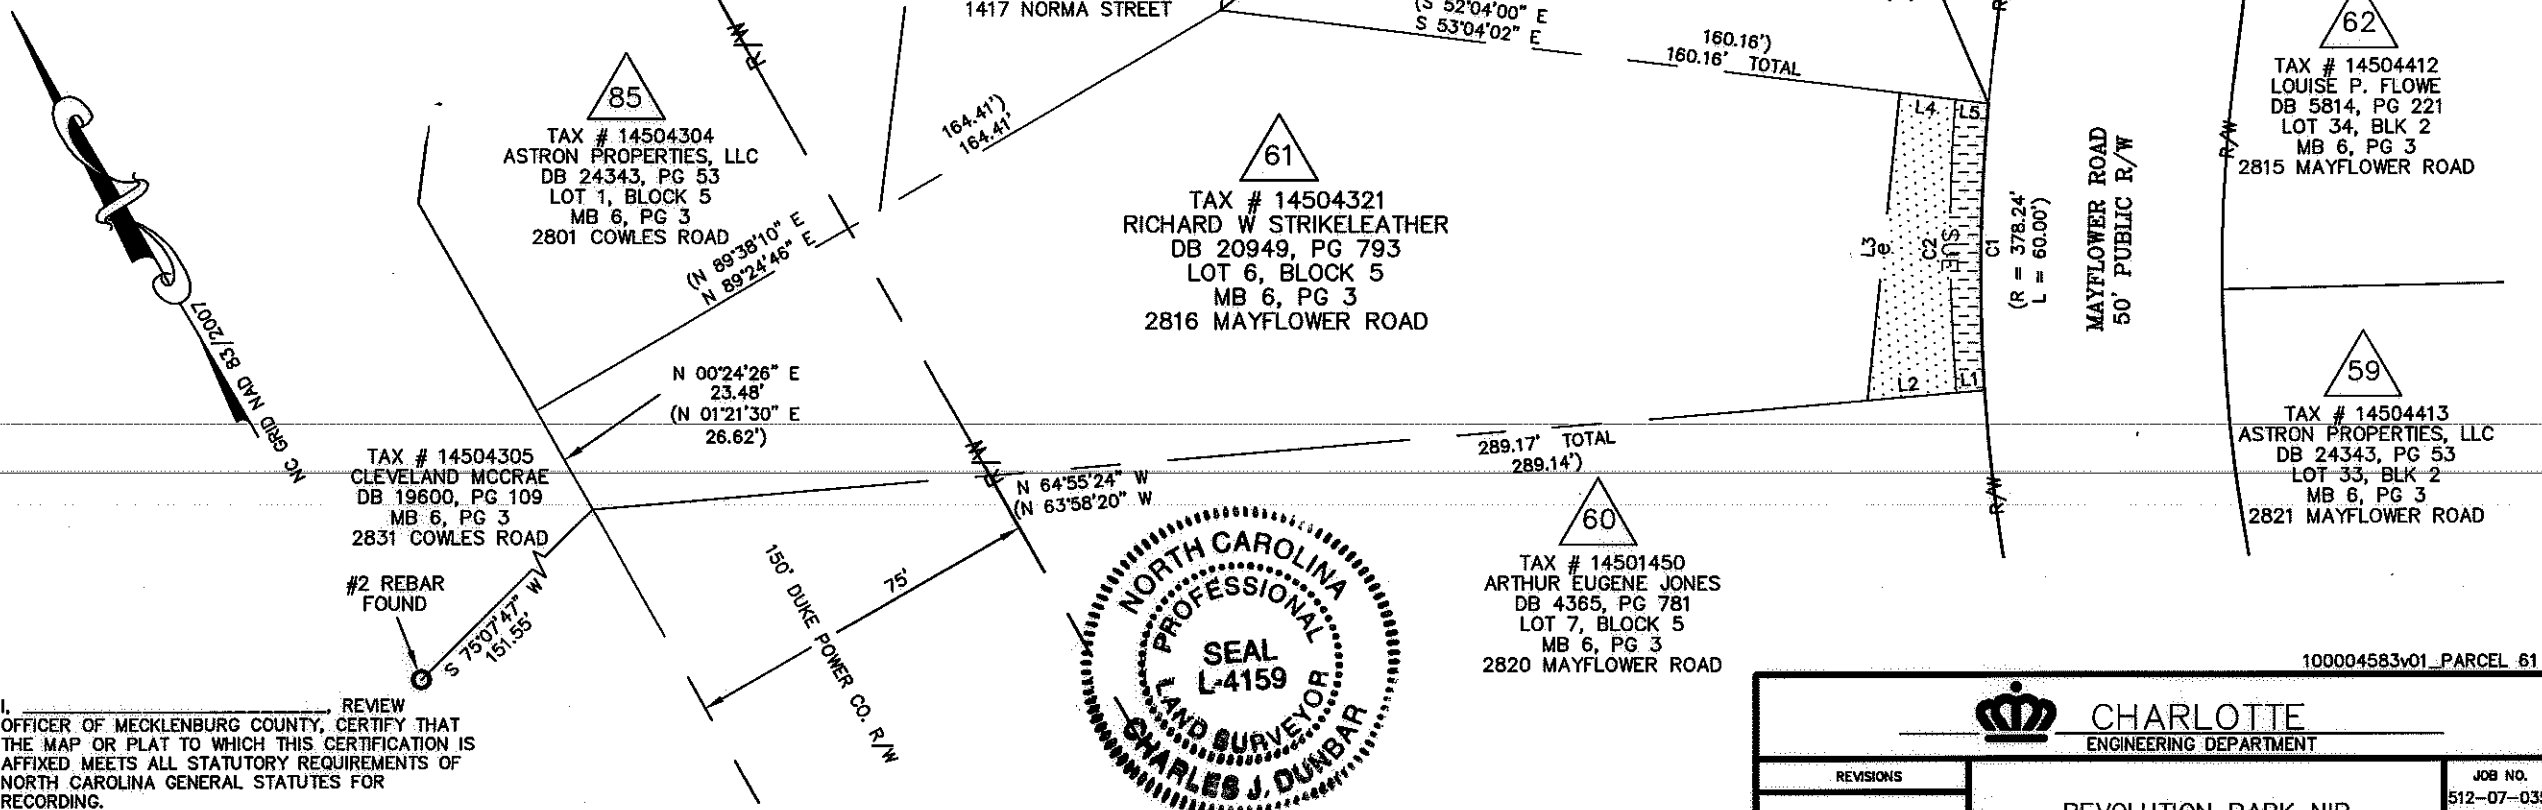 1417 NORMA STREET
(S 52°04'00" E
S 53°04'02" E
160.16')
160.16' TOTAL
R/W
85
TAX # 14504304
ASTRON PROPERTIES, LLC
DB 24343, PG 53
LOT 1, BLOCK 5
MB 6, PG 3
2801 COWLES ROAD
164.41')
164.41'
(N 89°38'10" E
N 89°24'46" E
61
TAX # 14504321
RICHARD W STRIKELEATHER
DB 20949, PG 793
LOT 6, BLOCK 5
MB 6, PG 3
2816 MAYFLOWER ROAD
L4
L5
L3
e
C2
SUE
C1
L2
L1
(R = 378.24'
L = 60.00')
MAYFLOWER ROAD
50' PUBLIC R/W
R/W
62
TAX # 14504412
LOUISE P. FLOWE
DB 5814, PG 221
LOT 34, BLK 2
MB 6, PG 3
2815 MAYFLOWER ROAD
NC GRID NAD 83/2007
N 00°24'26" E
23.48'
(N 01°21'30" E
26.62')
59
TAX # 14504413
ASTRON PROPERTIES, LLC
DB 24343, PG 53
LOT 33, BLK 2
MB 6, PG 3
2821 MAYFLOWER ROAD
TAX # 14504305
CLEVELAND MCCRAE
DB 19600, PG 109
MB 6, PG 3
2831 COWLES ROAD
R/W
N 64°55'24" W
(N 63°58'20" W
289.17' TOTAL
289.14')
R/W
60
TAX # 14501450
ARTHUR EUGENE JONES
DB 4365, PG 781
LOT 7, BLOCK 5
MB 6, PG 3
2820 MAYFLOWER ROAD
#2 REBAR
FOUND
S 75°07'47" W
151.55'
150' DUKE POWER CO. R/W
75'
NORTH CAROLINA
PROFESSIONAL
SEAL
L-4159
LAND SURVEYOR
CHARLES J. DUNBAR
I, ________________________, REVIEW
OFFICER OF MECKLENBURG COUNTY, CERTIFY THAT
THE MAP OR PLAT TO WHICH THIS CERTIFICATION IS
AFFIXED MEETS ALL STATUTORY REQUIREMENTS OF
NORTH CAROLINA GENERAL STATUTES FOR
RECORDING.
100004583v01_PARCEL 61
CHARLOTTE
ENGINEERING DEPARTMENT
REVISIONS
JOB NO.
REVOLUTION PARK NIP